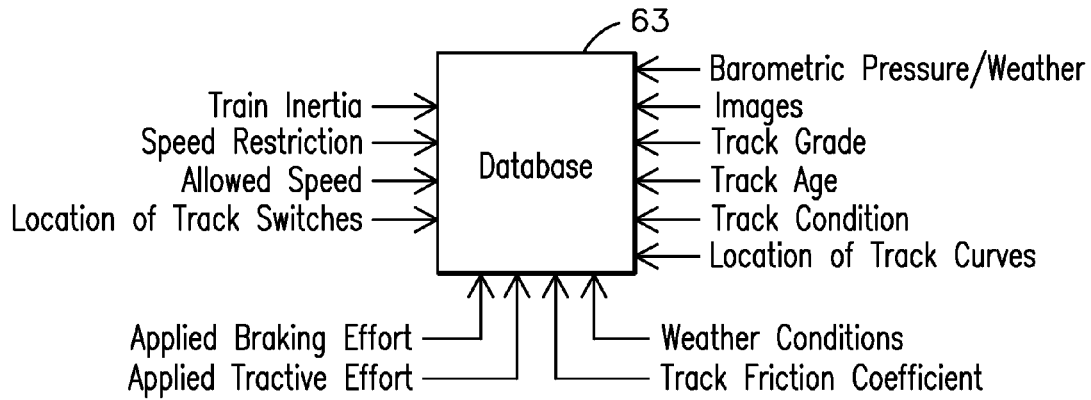 63
Train Inertia
Speed Restriction
Allowed Speed
Location of Track Switches
Database
Barometric Pressure/Weather
Images
Track Grade
Track Age
Track Condition
Location of Track Curves
Applied Braking Effort
Applied Tractive Effort
Weather Conditions
Track Friction Coefficient